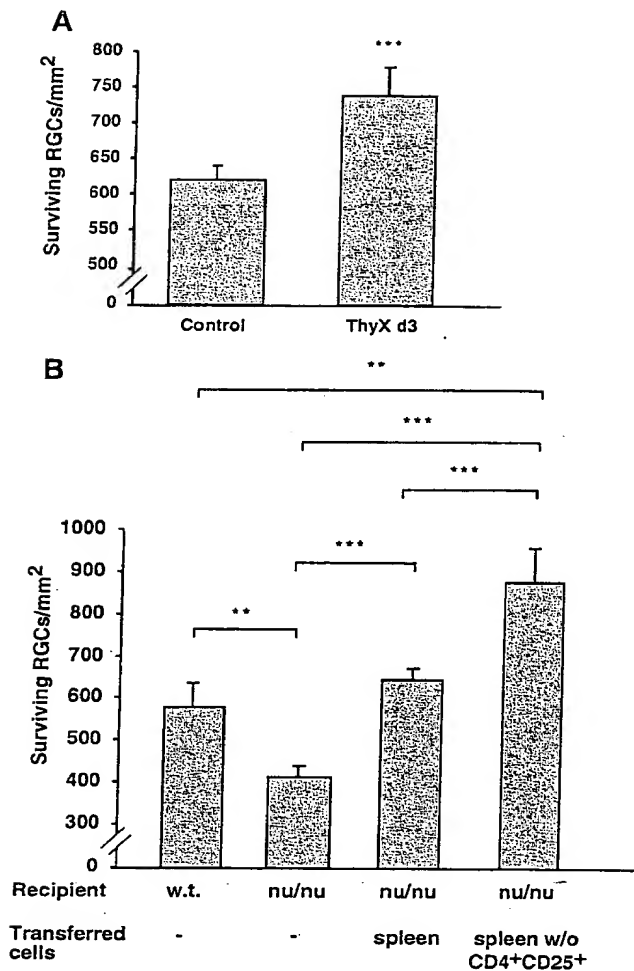 A
***
Surviving RGCs/mm²
800
750
700
650
600
550
500
0
Control ThyX d3
B
**
***
***
***
**
Surviving RGCs/mm²
1000
900
800
700
600
500
400
300
0
Recipient w.t. nu/nu nu/nu nu/nu
Transferred cells - - spleen spleen w/o
CD4⁺CD25⁺